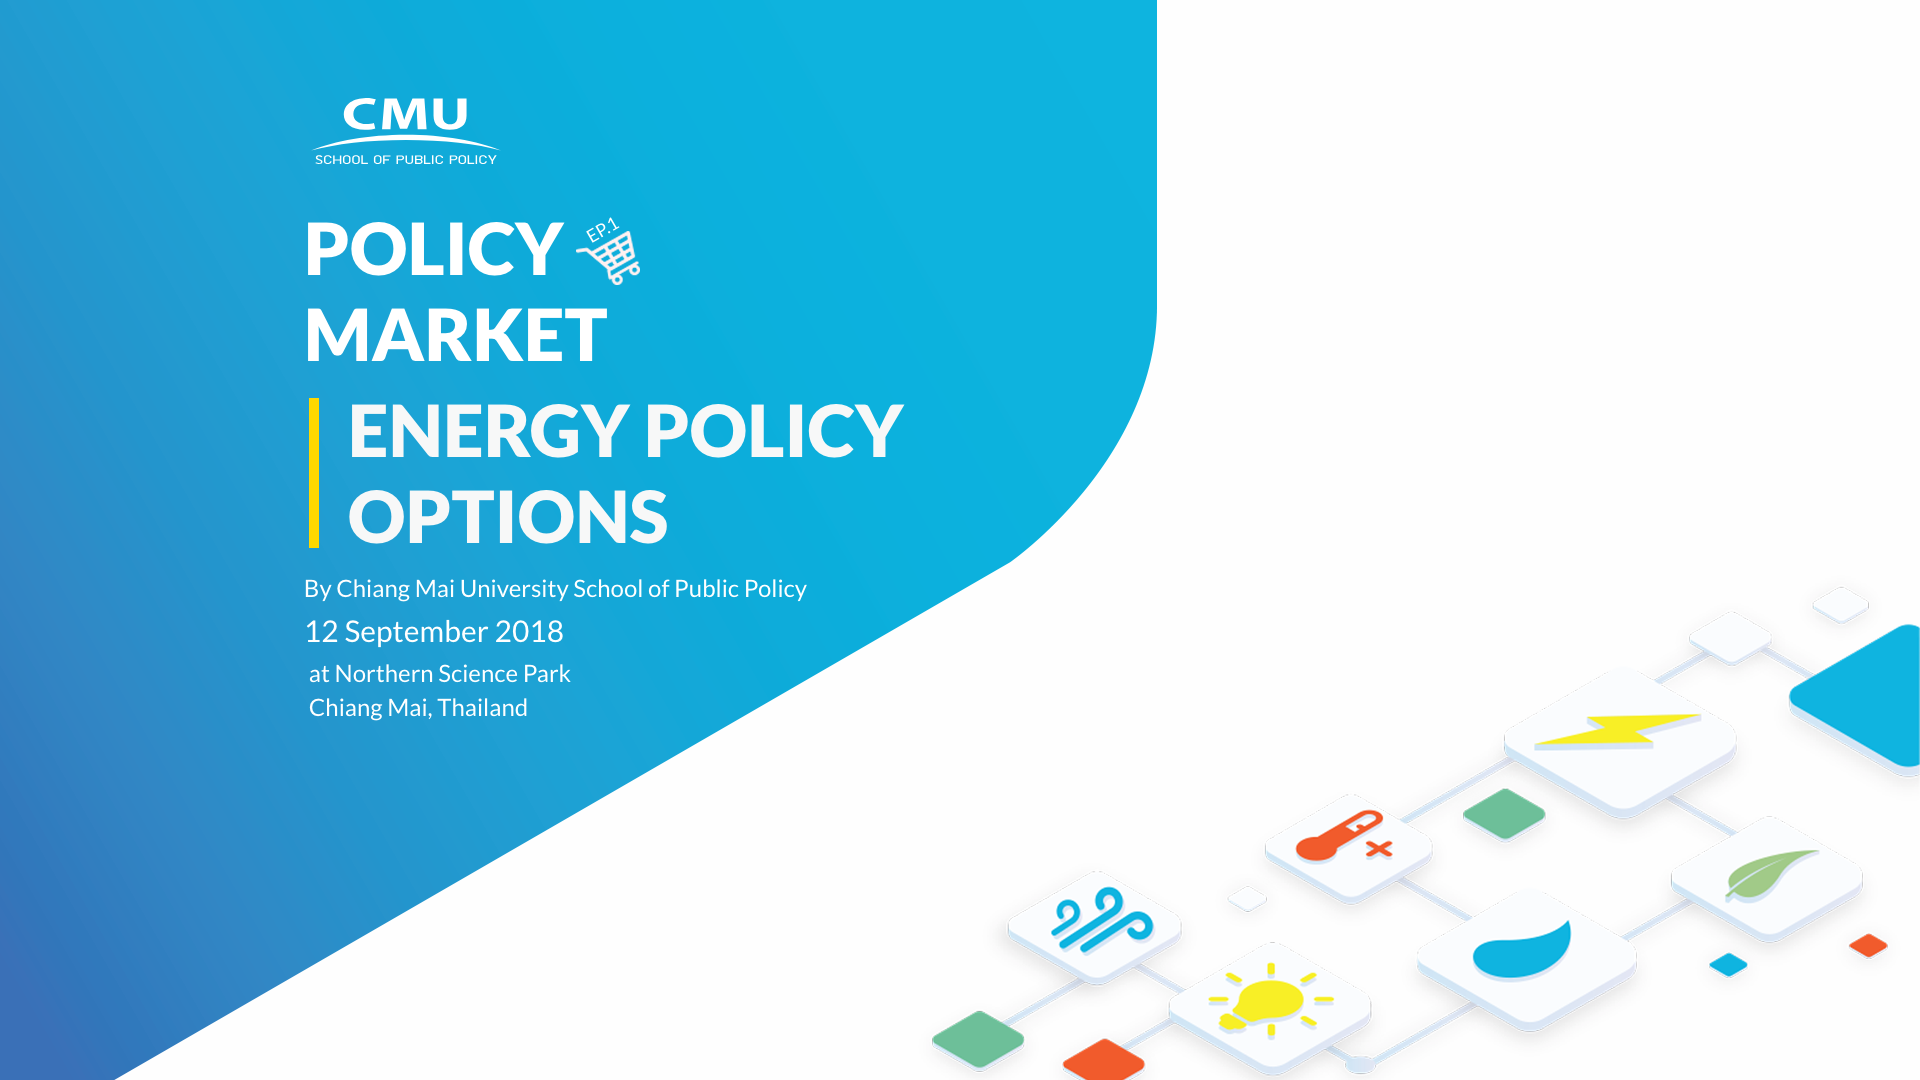 CMU
SCHOOL OF PUBLIC POLICY
POLICY
EP.1
MARKET
ENERGY POLICY
OPTIONS
By Chiang Mai University School of Public Policy
12 September 2018
at Northern Science Park
Chiang Mai, Thailand